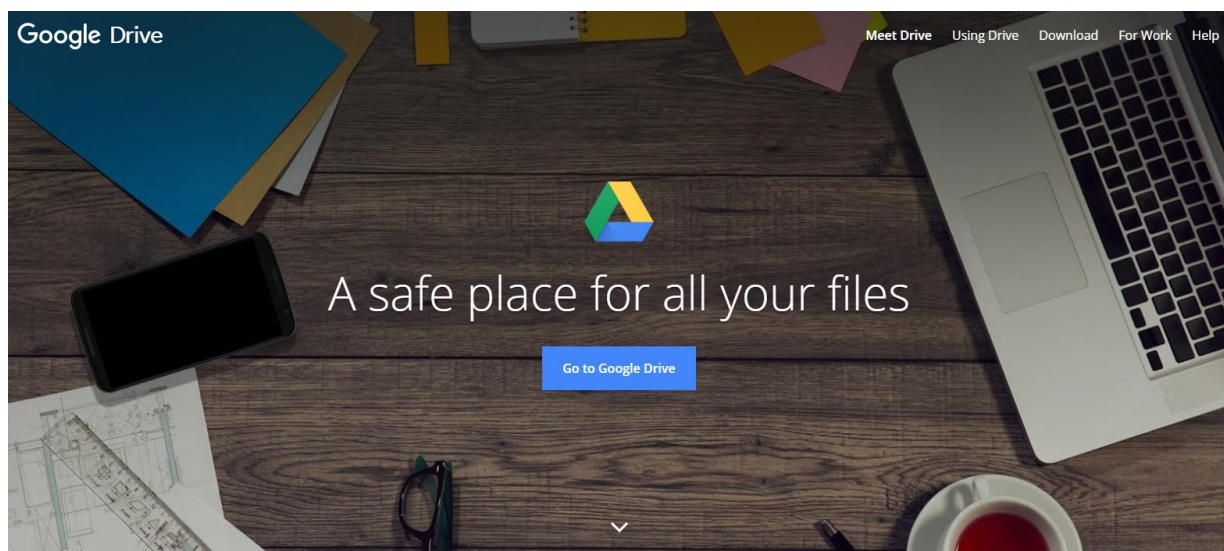 Google Drive
Meet Drive Using Drive Download For Work Help
A safe place for all your files
Go to Google Drive